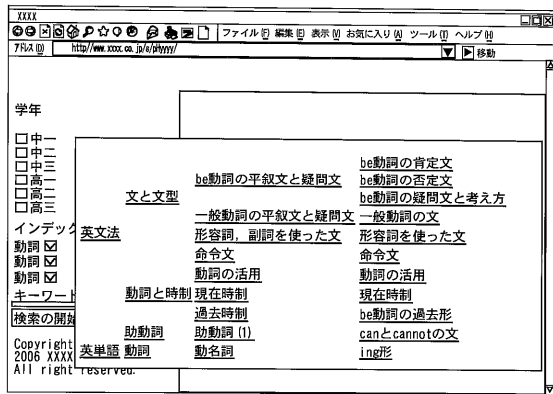 XXXX
ファイル(F) 編集(E) 表示(V) お気に入り(A) ツール(T) ヘルプ(H)
アドレス(D) http://www.xxxx.co.jp/e/pHyyyy/ 移動
学年
中一
中二
中三
高一
高二
高三
インデック
動詞
動詞
動詞
キーワード
検索の開始
Copyright
2006 XXXX
All right reserved.
be動詞の肯定文
be動詞の平叙文と疑問文 be動詞の否定文
文と文型 be動詞の疑問文と考え方
一般動詞の平叙文と疑問文 一般動詞の文
英文法 形容詞，副詞を使った文 形容詞を使った文
命令文 命令文
動詞の活用 動詞の活用
動詞と時制 現在時制 現在時制
過去時制 be動詞の過去形
助動詞 助動詞(1) canとcannotの文
英単語 動詞 動名詞 ing形